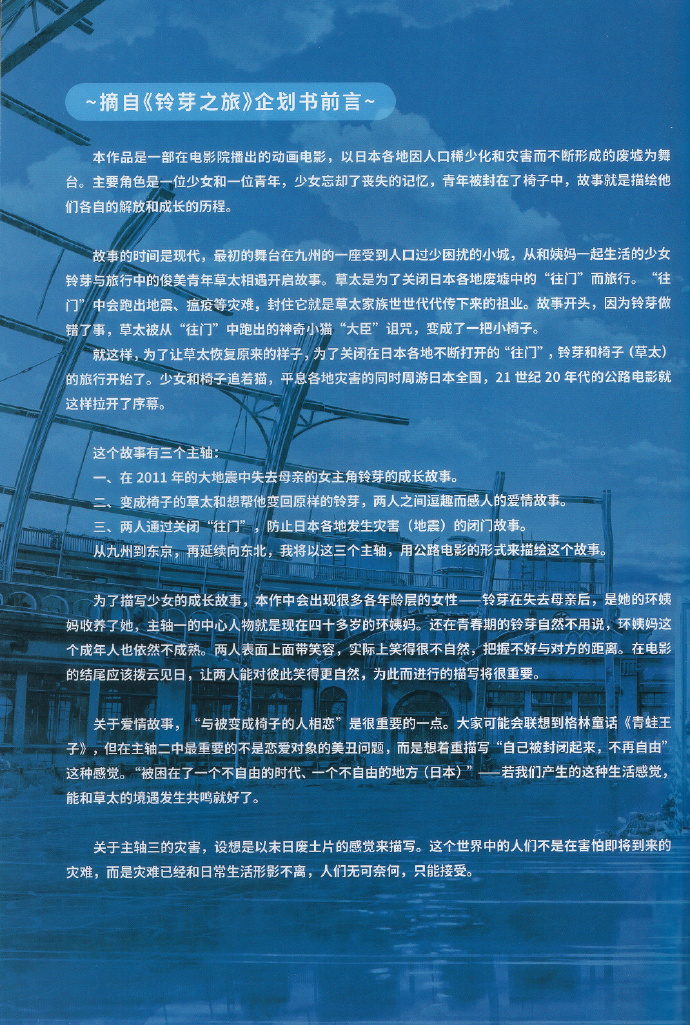 ~摘自《铃芽之旅》企划书前言~
本作品是一部在电影院播出的动画电影，以日本各地因人口稀少化和灾害而不断形成的废墟为舞
台。主要角色是一位少女和一位青年，少女忘却了丧失的记忆，青年被封在了椅子中，故事就是描绘他
们各自的解放和成长的历程。
故事的时间是现代，最初的舞台在九州的一座受到人口过少困扰的小城，从和姨妈一起生活的少女
铃芽与旅行中的俊美青年草太相遇开启故事。草太是为了关闭日本各地废墟中的“往门”而旅行。“往
门”中会跑出地震、瘟疫等灾难，封住它就是草太家族世世代代传下来的祖业。故事开头，因为铃芽做
错了事，草太被从“往门”中跑出的神奇小猫“大臣”诅咒，变成了一把小椅子。
就这样，为了让草太恢复原来的样子，为了关闭在日本各地不断打开的“往门”，铃芽和椅子（草太）
的旅行开始了。少女和椅子追着猫，平息各地灾害的同时周游日本全国，21 世纪 20 年代的公路电影就
这样拉开了序幕。
这个故事有三个主轴：
一、在 2011 年的大地震中失去母亲的女主角铃芽的成长故事。
二、变成椅子的草太和想帮他变回原样的铃芽，两人之间逗趣而感人的爱情故事。
三、两人通过关闭“往门”，防止日本各地发生灾害（地震）的闭门故事。
从九州到东京，再延续向东北，我将以这三个主轴，用公路电影的形式来描绘这个故事。
为了描写少女的成长故事，本作中会出现很多各年龄层的女性——铃芽在失去母亲后，是她的环姨
妈收养了她，主轴一的中心人物就是现在四十多岁的环姨妈。还在青春期的铃芽自然不用说，环姨妈这
个成年人也依然不成熟。两人表面上面带笑容，实际上笑得很不自然，把握不好与对方的距离。在电影
的结尾应该拨云见日，让两人能对彼此笑得更自然，为此而进行的描写将很重要。
关于爱情故事，“与被变成椅子的人相恋”是很重要的一点。大家可能会联想到格林童话《青蛙王
子》，但在主轴二中最重要的不是恋爱对象的美丑问题，而是想着重描写“自己被封闭起来，不再自由”
这种感觉。“被困在了一个不自由的时代、一个不自由的地方（日本）”——若我们产生的这种生活感觉，
能和草太的境遇发生共鸣就好了。
关于主轴三的灾害，设想是以末日废土片的感觉来描写。这个世界中的人们不是在害怕即将到来的
灾难，而是灾难已经和日常生活形影不离，人们无可奈何，只能接受。